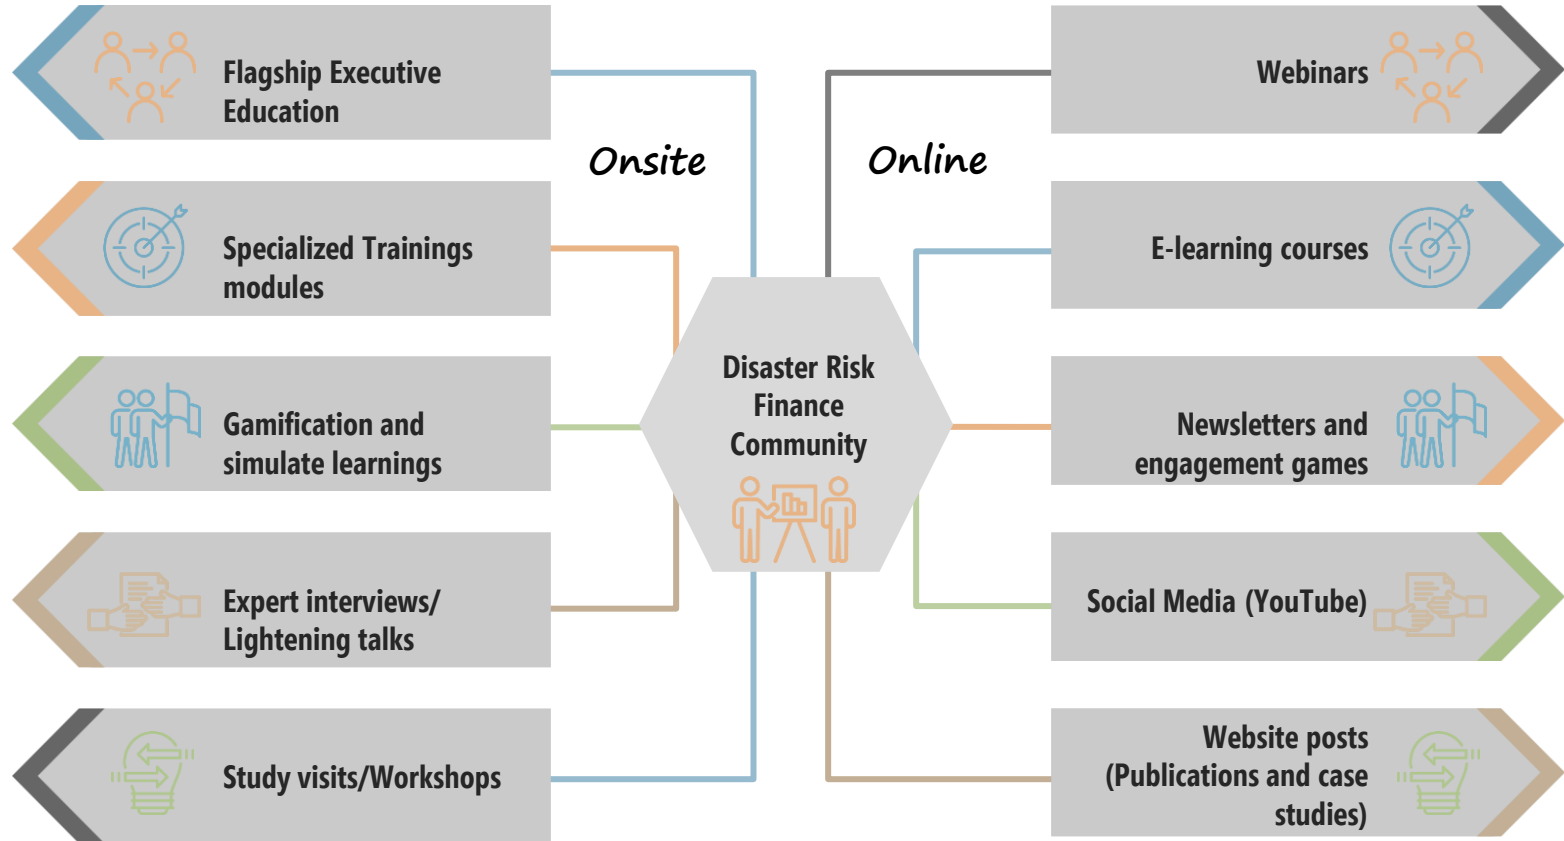 Flagship Executive
Education
Specialized Trainings
modules
Gamification and
simulate learnings
Expert interviews/
Lightening talks
Study visits/Workshops
Onsite
Disaster Risk
Finance
Community
Online
Webinars
E-learning courses
Newsletters and
engagement games
Social Media (YouTube)
Website posts
(Publications and case
studies)